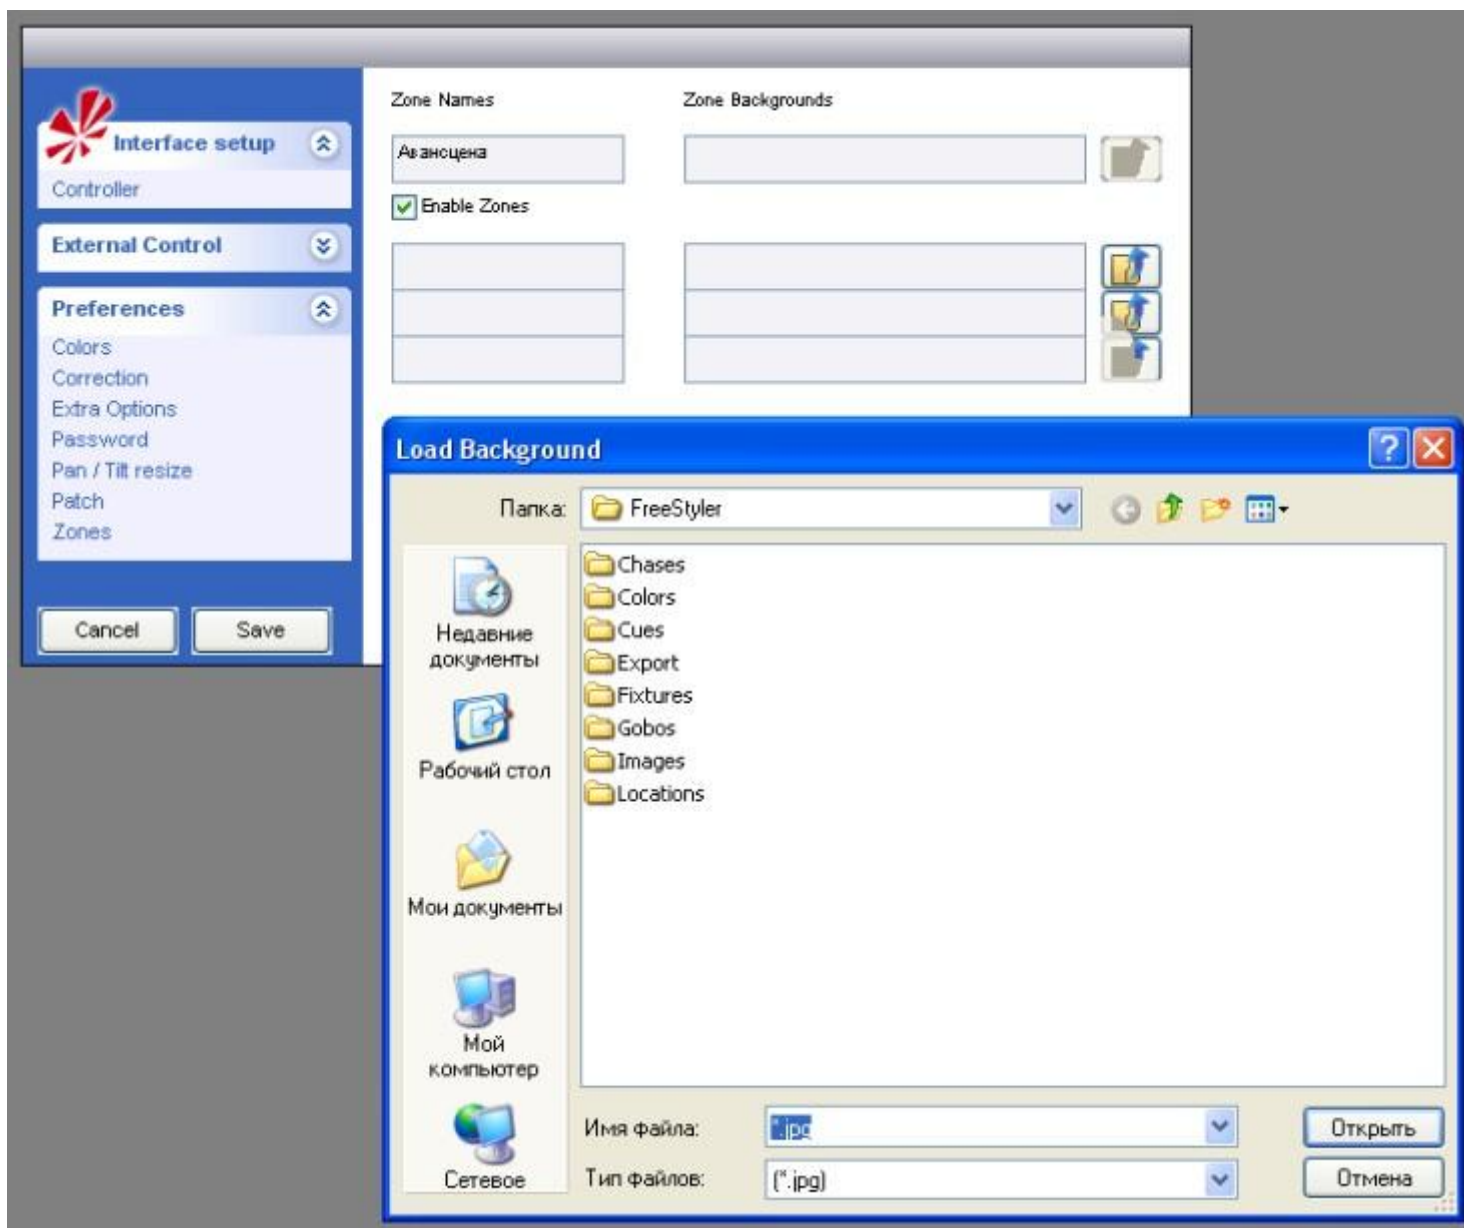 Zone Names
Zone Backgrounds
Interface setup
Авансцена
Controller
Enable Zones
External Control
Preferences
Colors
Correction
Extra Options
Password
Pan / Tilt resize
Patch
Zones
Cancel
Save
Load Background
Папка:
FreeStyler
Chases
Colors
Cues
Export
Fixtures
Gobos
Images
Locations
Недавние
документы
Рабочий стол
Мои документы
Мой
компьютер
Сетевое
Имя файла:
*.jpg
Открыть
Тип файлов:
(*.jpg)
Отмена